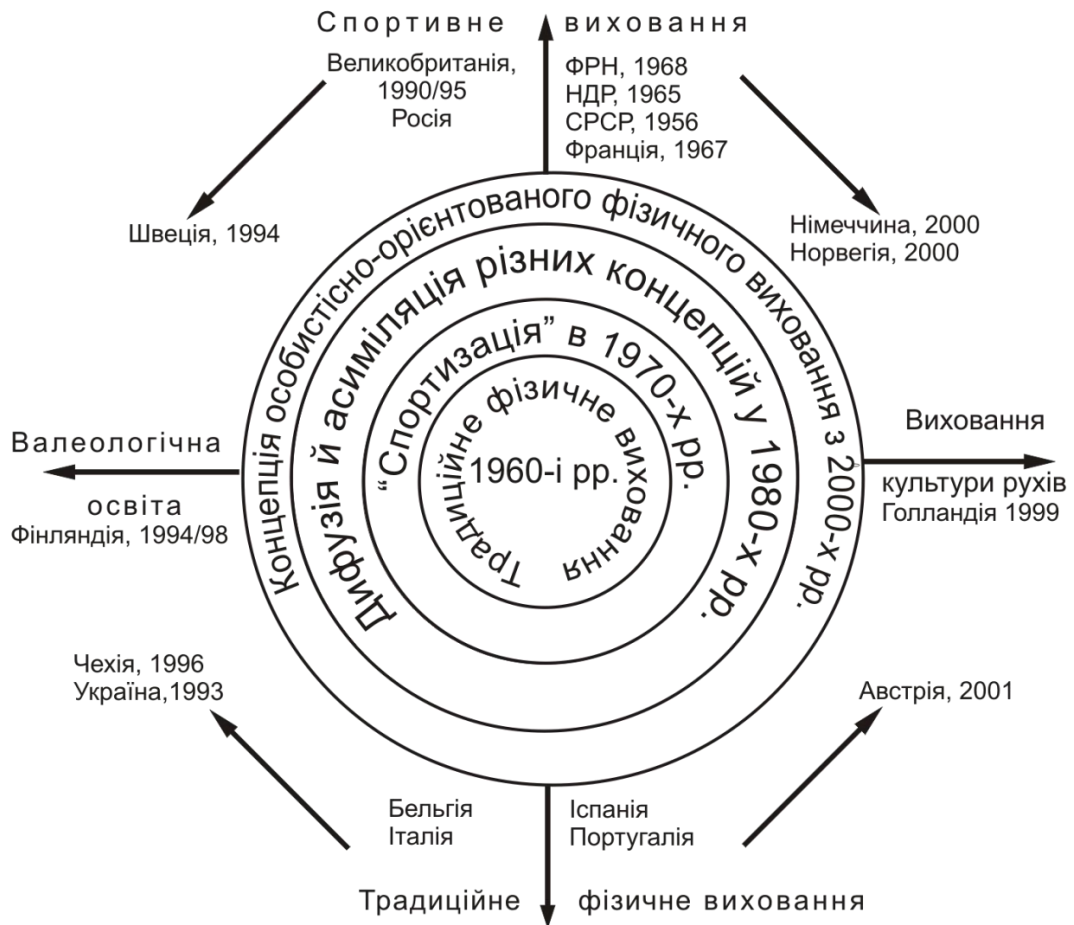 Спортивне виховання
Великобританія,
1990/95
Росія
ФРН, 1968
НДР, 1965
СРСР, 1956
Франція, 1967
Швеція, 1994
Німеччина, 2000
Норвегія, 2000
Концепція особистісно-орієнтованого фізичного виховання з 2000-х рр.
Дифузія й асиміляція різних концепцій у 1980-х рр.
“Спортизація” в 1970-х рр.
Традиційне фізичне виховання
1960-і рр.
Валеологічна
освіта
Фінляндія, 1994/98
Виховання
культури рухів
Голландія 1999
Чехія, 1996
Україна,1993
Австрія, 2001
Бельгія
Італія
Іспанія
Португалія
Традиційне фізичне виховання